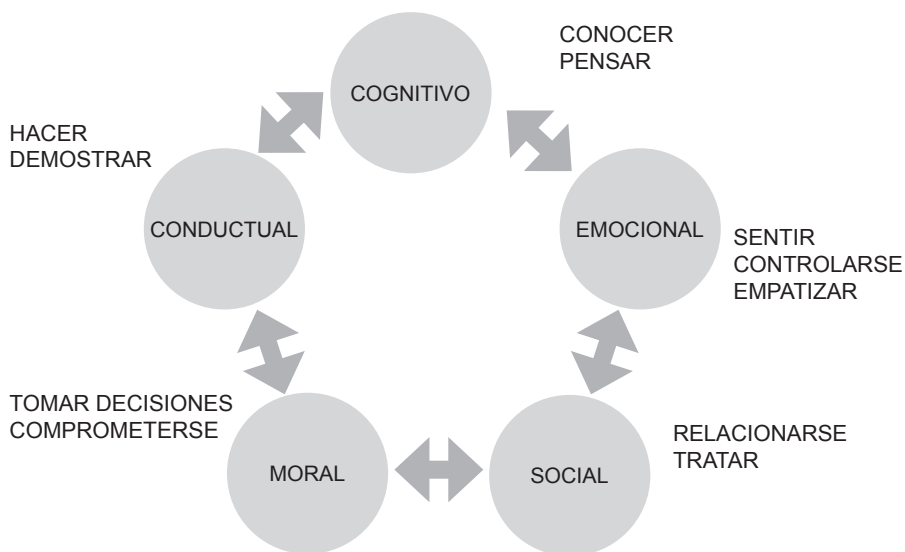 CONOCER
PENSAR
COGNITIVO
HACER
DEMOSTRAR
CONDUCTUAL
EMOCIONAL
SENTIR
CONTROLARSE
EMPATIZAR
TOMAR DECISIONES
COMPROMETERSE
RELACIONARSE
TRATAR
MORAL
SOCIAL